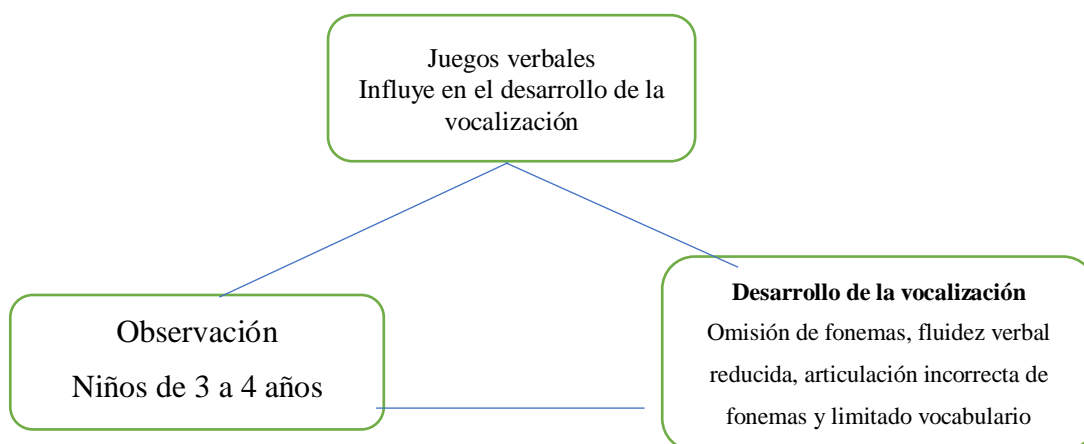 Juegos verbales
Influye en el desarrollo de la
vocalización
Observación
Niños de 3 a 4 años
Desarrollo de la vocalización
Omisión de fonemas, fluidez verbal
reducida, articulación incorrecta de
fonemas y limitado vocabulario